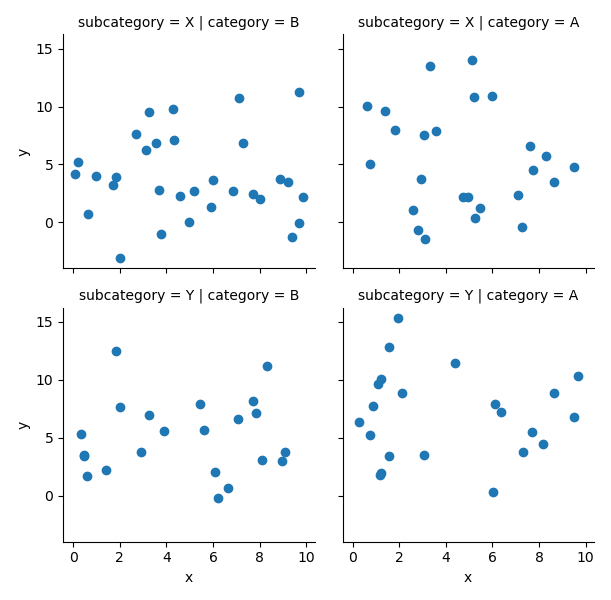 subcategory = X | category = B
subcategory = X | category = A
15
10
5
0
y
subcategory = Y | category = B
subcategory = Y | category = A
15
10
5
0
y
0 2 4 6 8 10
0 2 4 6 8 10
x
x